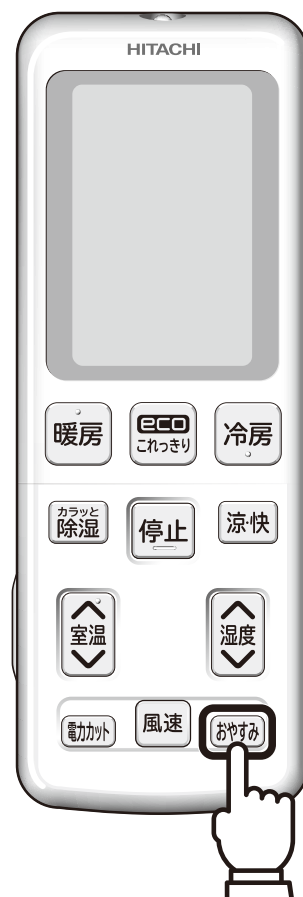 HITACHI
暖房
eco
これっきり
冷房
カラッと
除湿
停止
涼快
室温
湿度
電力カット
風速
おやすみ